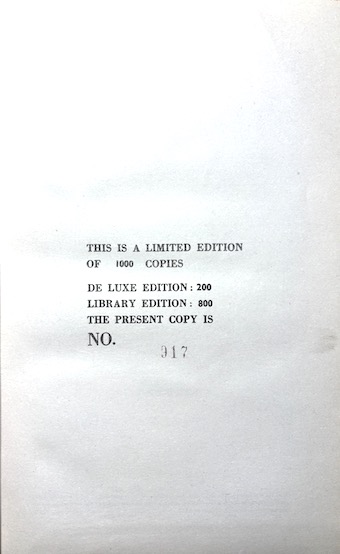 THIS IS A LIMITED EDITION
OF 1000 COPIES
DE LUXE EDITION: 200
LIBRARY EDITION: 800
THE PRESENT COPY IS
NO.
917